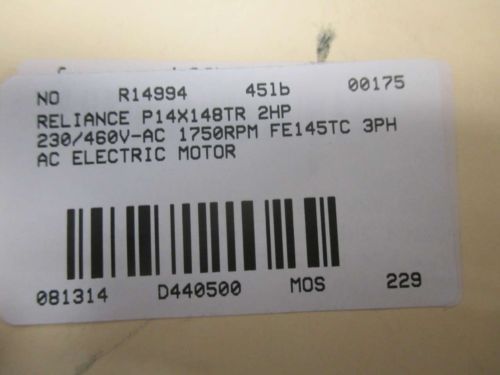 NO R14994 45lb 00175
RELIANCE P14X148TR 2HP
230/460V-AC 1750RPM FE145TC 3PH
AC ELECTRIC MOTOR
081314 D440500 MOS 229